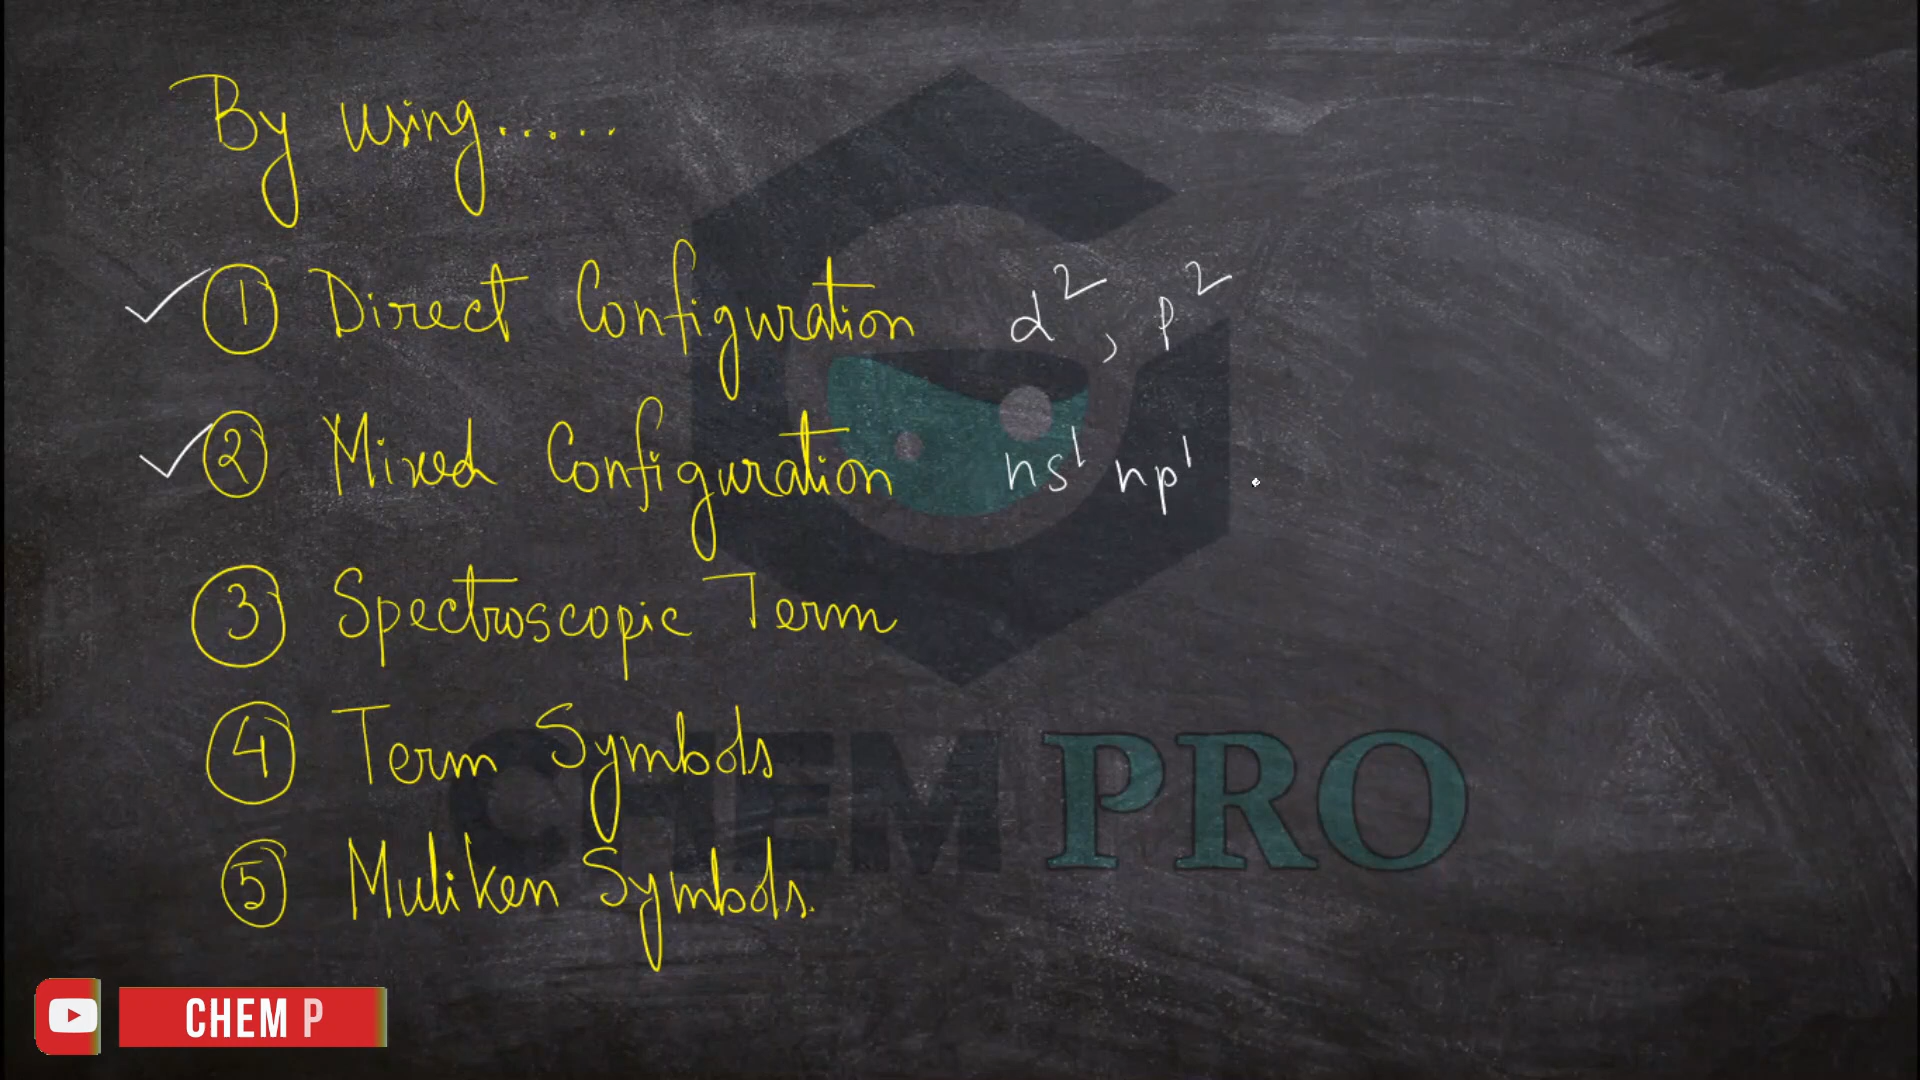 By using.....
① Direct Configuration d², p²
② Mixed Configuration ns¹ np¹
③ Spectroscopic Term
④ Term Symbols
⑤ Muliken Symbols.
CHEM PRO
CHEM P